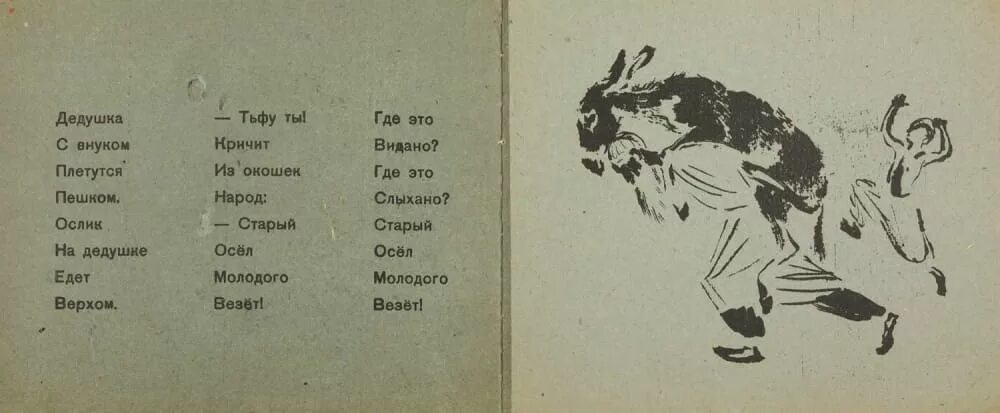 Дедушка
С внуком
Плетутся
Пешком.
Ослик
На дедушке
Едет
Верхом.
— Тьфу ты!
Кричит
Из окошек
Народ:
— Старый
Осёл
Молодого
Везёт!
Где это
Видано?
Где это
Слыхано?
Старый
Осёл
Молодого
Везёт!